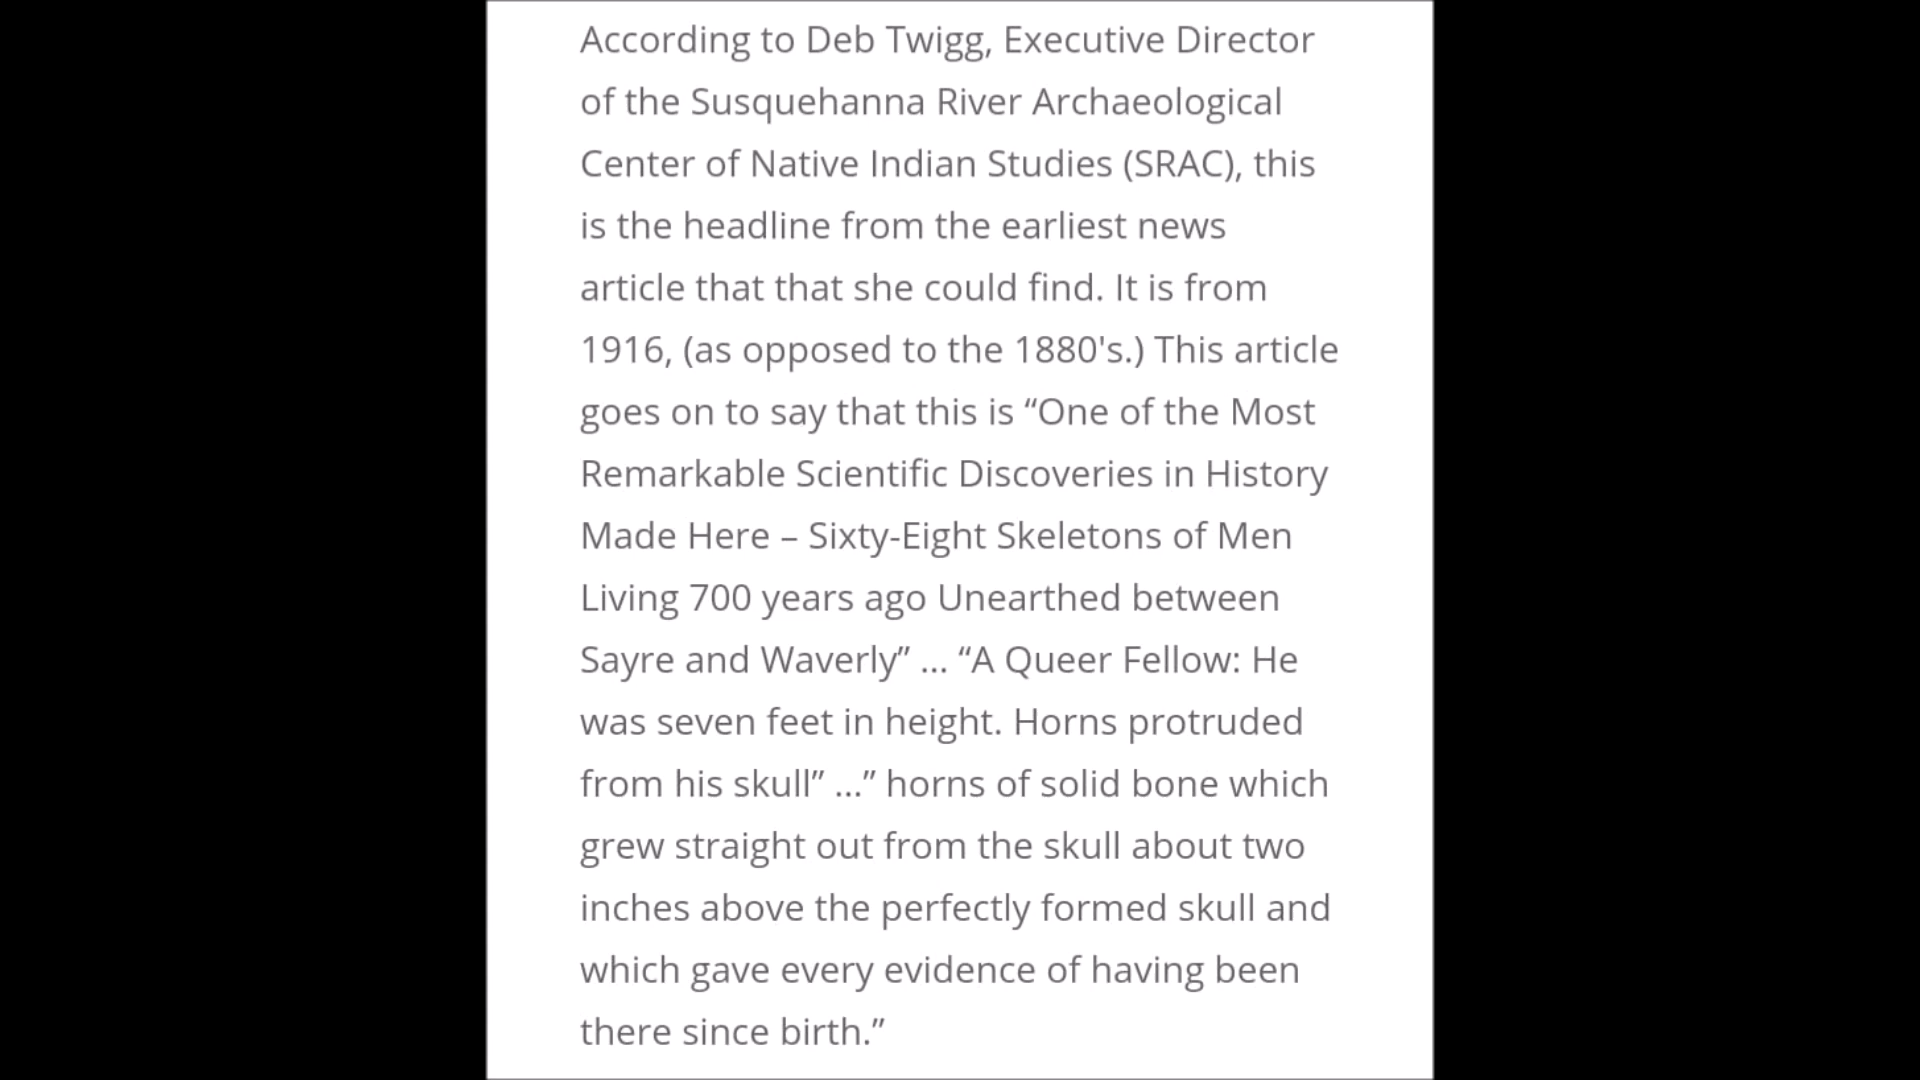 According to Deb Twigg, Executive Director
of the Susquehanna River Archaeological
Center of Native Indian Studies (SRAC), this
is the headline from the earliest news
article that that she could find. It is from
1916, (as opposed to the 1880's.) This article
goes on to say that this is “One of the Most
Remarkable Scientific Discoveries in History
Made Here – Sixty-Eight Skeletons of Men
Living 700 years ago Unearthed between
Sayre and Waverly” ... “A Queer Fellow: He
was seven feet in height. Horns protruded
from his skull” ...” horns of solid bone which
grew straight out from the skull about two
inches above the perfectly formed skull and
which gave every evidence of having been
there since birth.”